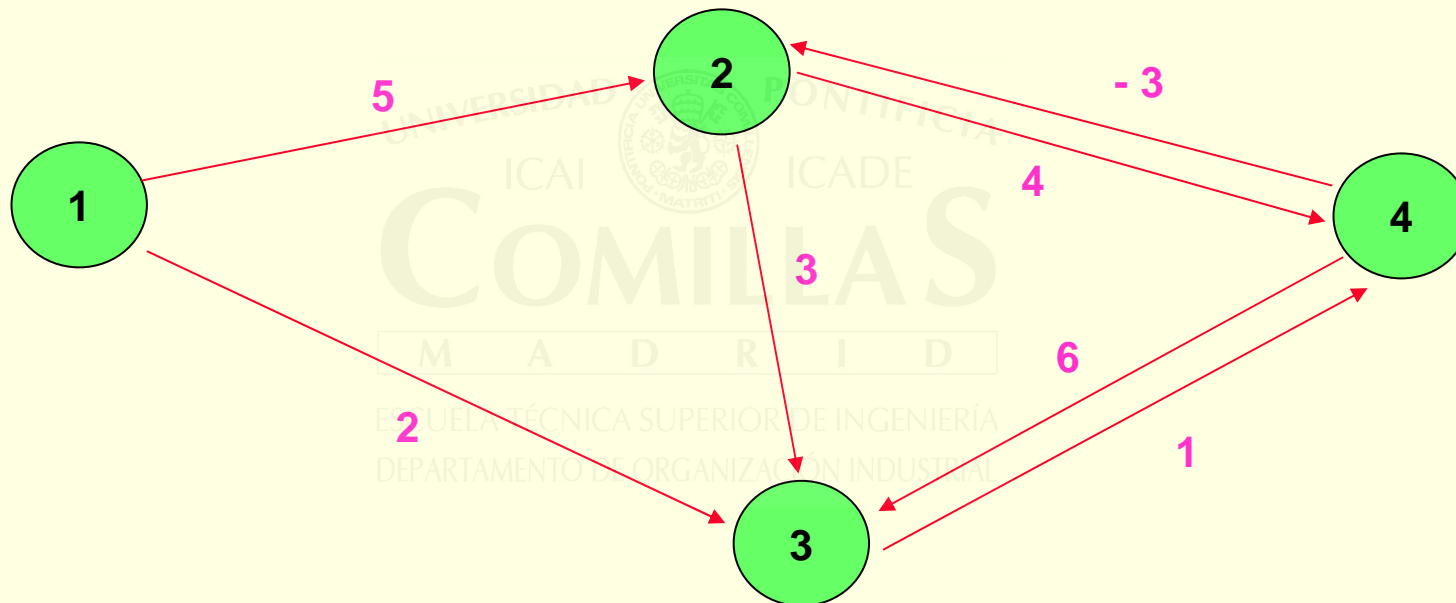 2
- 3
5
UNIVERSIDAD PONTIFICIA
4
ICAI ICADE
1
4
COMILLAS
3
M A D R I D
6
2
ESCUELA TÉCNICA SUPERIOR DE INGENIERÍA
1
DEPARTAMENTO DE ORGANIZACIÓN INDUSTRIAL
3